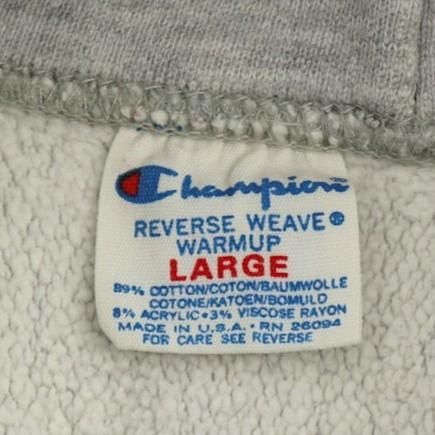 Champion
REVERSE WEAVE®
WARMUP
LARGE
89% COTTON/COTON/BAUMWOLLE
COTONE/KATOEN/BOMULD
8% ACRYLIC•3% VISCOSE RAYON
MADE IN U.S.A. • RN 26094
FOR CARE SEE REVERSE